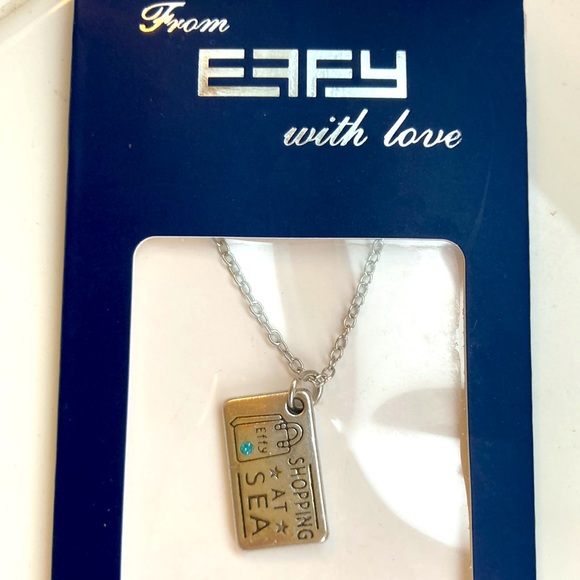 From
EFFY
with love
Effy
SHOPPING
★ AT ★
SEA